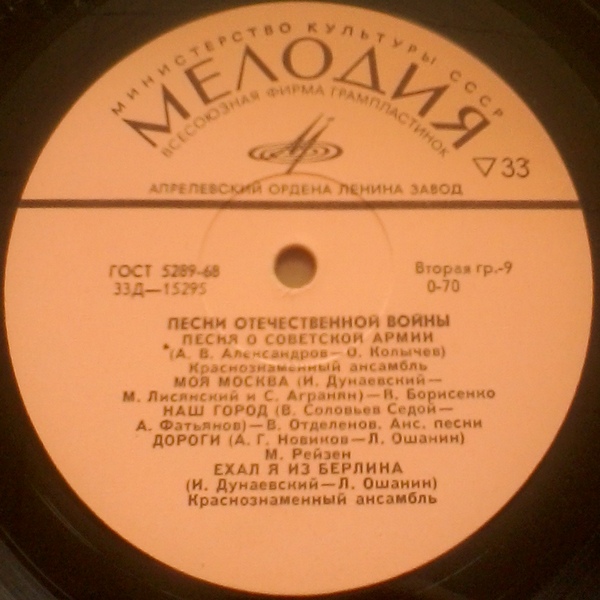 МИНИСТЕРСТВО КУЛЬТУРЫ СССР
МЕЛОДИЯ
ВСЕСОЮЗНАЯ ФИРМА ГРАМПЛАСТИНОК
33
АПРЕЛЕВСКИЙ ОРДЕНА ЛЕНИНА ЗАВОД
ГОСТ 5289-68
33Д—15295
Вторая гр.-9
0-70
ПЕСНИ ОТЕЧЕСТВЕННОЙ ВОЙНЫ
ПЕСНЯ О СОВЕТСКОЙ АРМИИ
(А. В. Александров—О. Колычев)
Краснознаменный ансамбль
МОЯ МОСКВА (И. Дунаевский—
М. Лисянский и С. Агранян)—В. Борисенко
НАШ ГОРОД (В. Соловьев Седой—
А. Фатьянов)—В. Отделенов, Анс. песни
ДОРОГИ (А. Г. Новиков—Л. Ошанин)
М. Рейзен
ЕХАЛ Я ИЗ БЕРЛИНА
(И. Дунаевский—Л. Ошанин)
Краснознаменный ансамбль